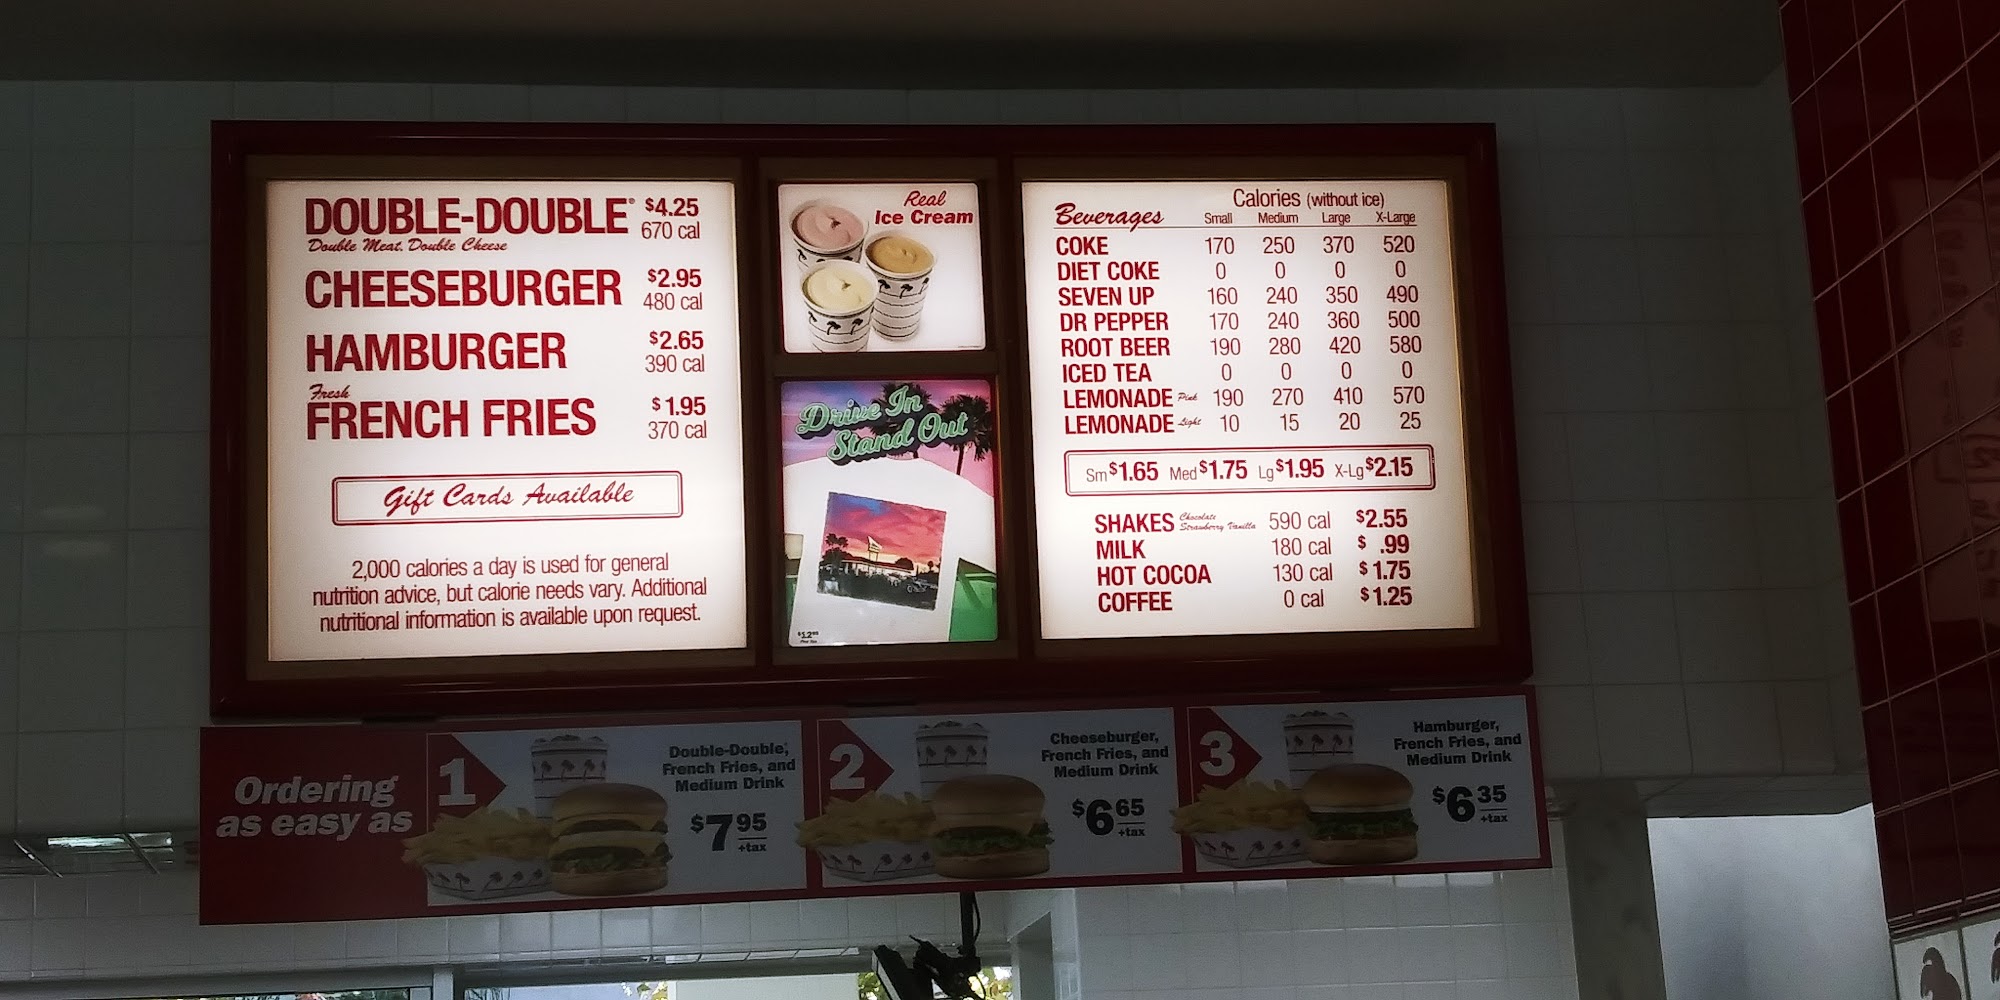 DOUBLE-DOUBLE® $4.25
Double Meat. Double Cheese 670 cal
CHEESEBURGER $2.95
480 cal
HAMBURGER $2.65
390 cal
Fresh
FRENCH FRIES $1.95
370 cal
Gift Cards Available
2,000 calories a day is used for general
nutrition advice, but calorie needs vary. Additional
nutritional information is available upon request.
Real
Ice Cream
Drive In
Stand Out
Calories (without ice)
Beverages Small Medium Large X-Large
COKE 170 250 370 520
DIET COKE 0 0 0 0
SEVEN UP 160 240 350 490
DR PEPPER 170 240 360 500
ROOT BEER 190 280 420 580
ICED TEA 0 0 0 0
LEMONADE Pink 190 270 410 570
LEMONADE Light 10 15 20 25
Sm $1.65 Med $1.75 Lg $1.95 X-Lg $2.15
SHAKES Chocolate Strawberry Vanilla 590 cal $2.55
MILK 180 cal $ .99
HOT COCOA 130 cal $1.75
COFFEE 0 cal $1.25
Ordering
as easy as
1
Double-Double,
French Fries, and
Medium Drink
$7 95
+tax
2
Cheeseburger,
French Fries, and
Medium Drink
$6 65
+tax
3
Hamburger,
French Fries, and
Medium Drink
$6 35
+tax